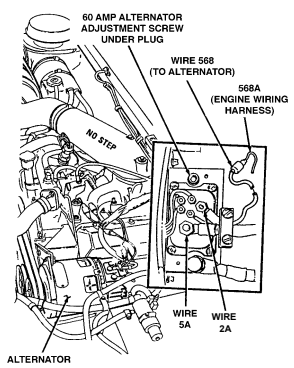 60 AMP ALTERNATOR
ADJUSTMENT SCREW
UNDER PLUG
WIRE 568
(TO ALTERNATOR)
568A
(ENGINE WIRING
HARNESS)
NO STEP
WIRE
5A
WIRE
2A
ALTERNATOR